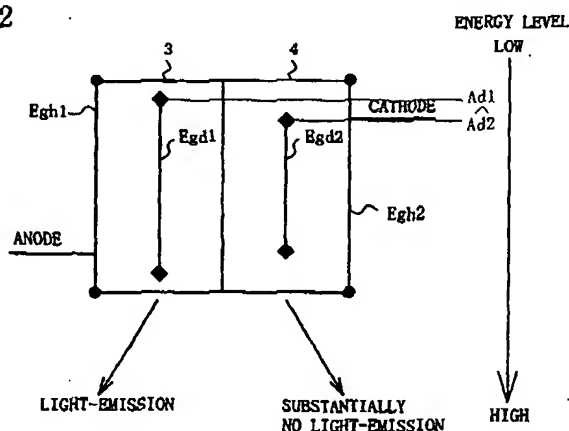 2
ENERGY LEVEL
LOW
3
4
Egh1
Egd1
Egd2
CATHODE
Ad1
^
Ad2
Egh2
ANODE
LIGHT-EMISSION
SUBSTANTIALLY
NO LIGHT-EMISSION
HIGH